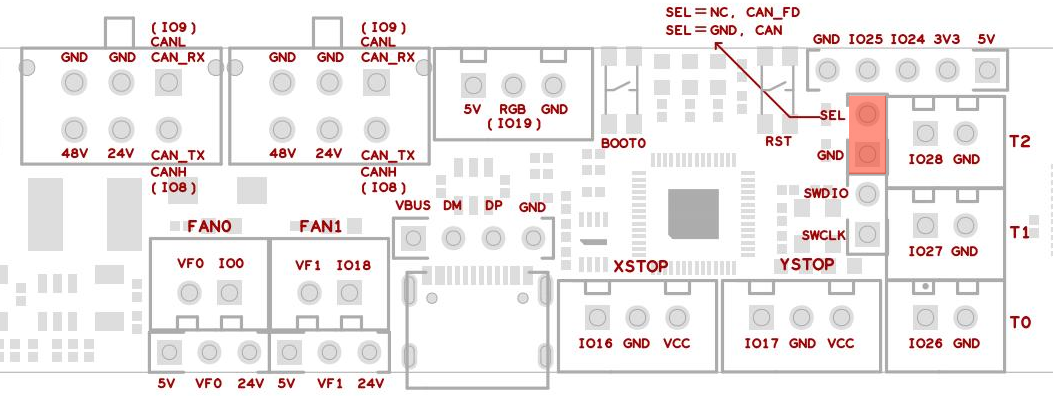 SEL=NC, CAN_FD
SEL=GND, CAN
(IO9)
CANL
GND GND CAN_RX
48V 24V CAN_TX
CANH
(IO8)
(IO9)
CANL
GND GND CAN_RX
48V 24V CAN_TX
CANH
(IO8)
5V RGB GND
(IO19)
BOOT0
RST
GND IO25 IO24 3V3 5V
SEL
GND
SWDIO
SWCLK
IO28 GND
T2
IO27 GND
T1
IO26 GND
T0
VBUS DM DP GND
FAN0
VF0 IO0
5V VF0 24V
FAN1
VF1 IO18
5V VF1 24V
XSTOP
IO16 GND VCC
YSTOP
IO17 GND VCC